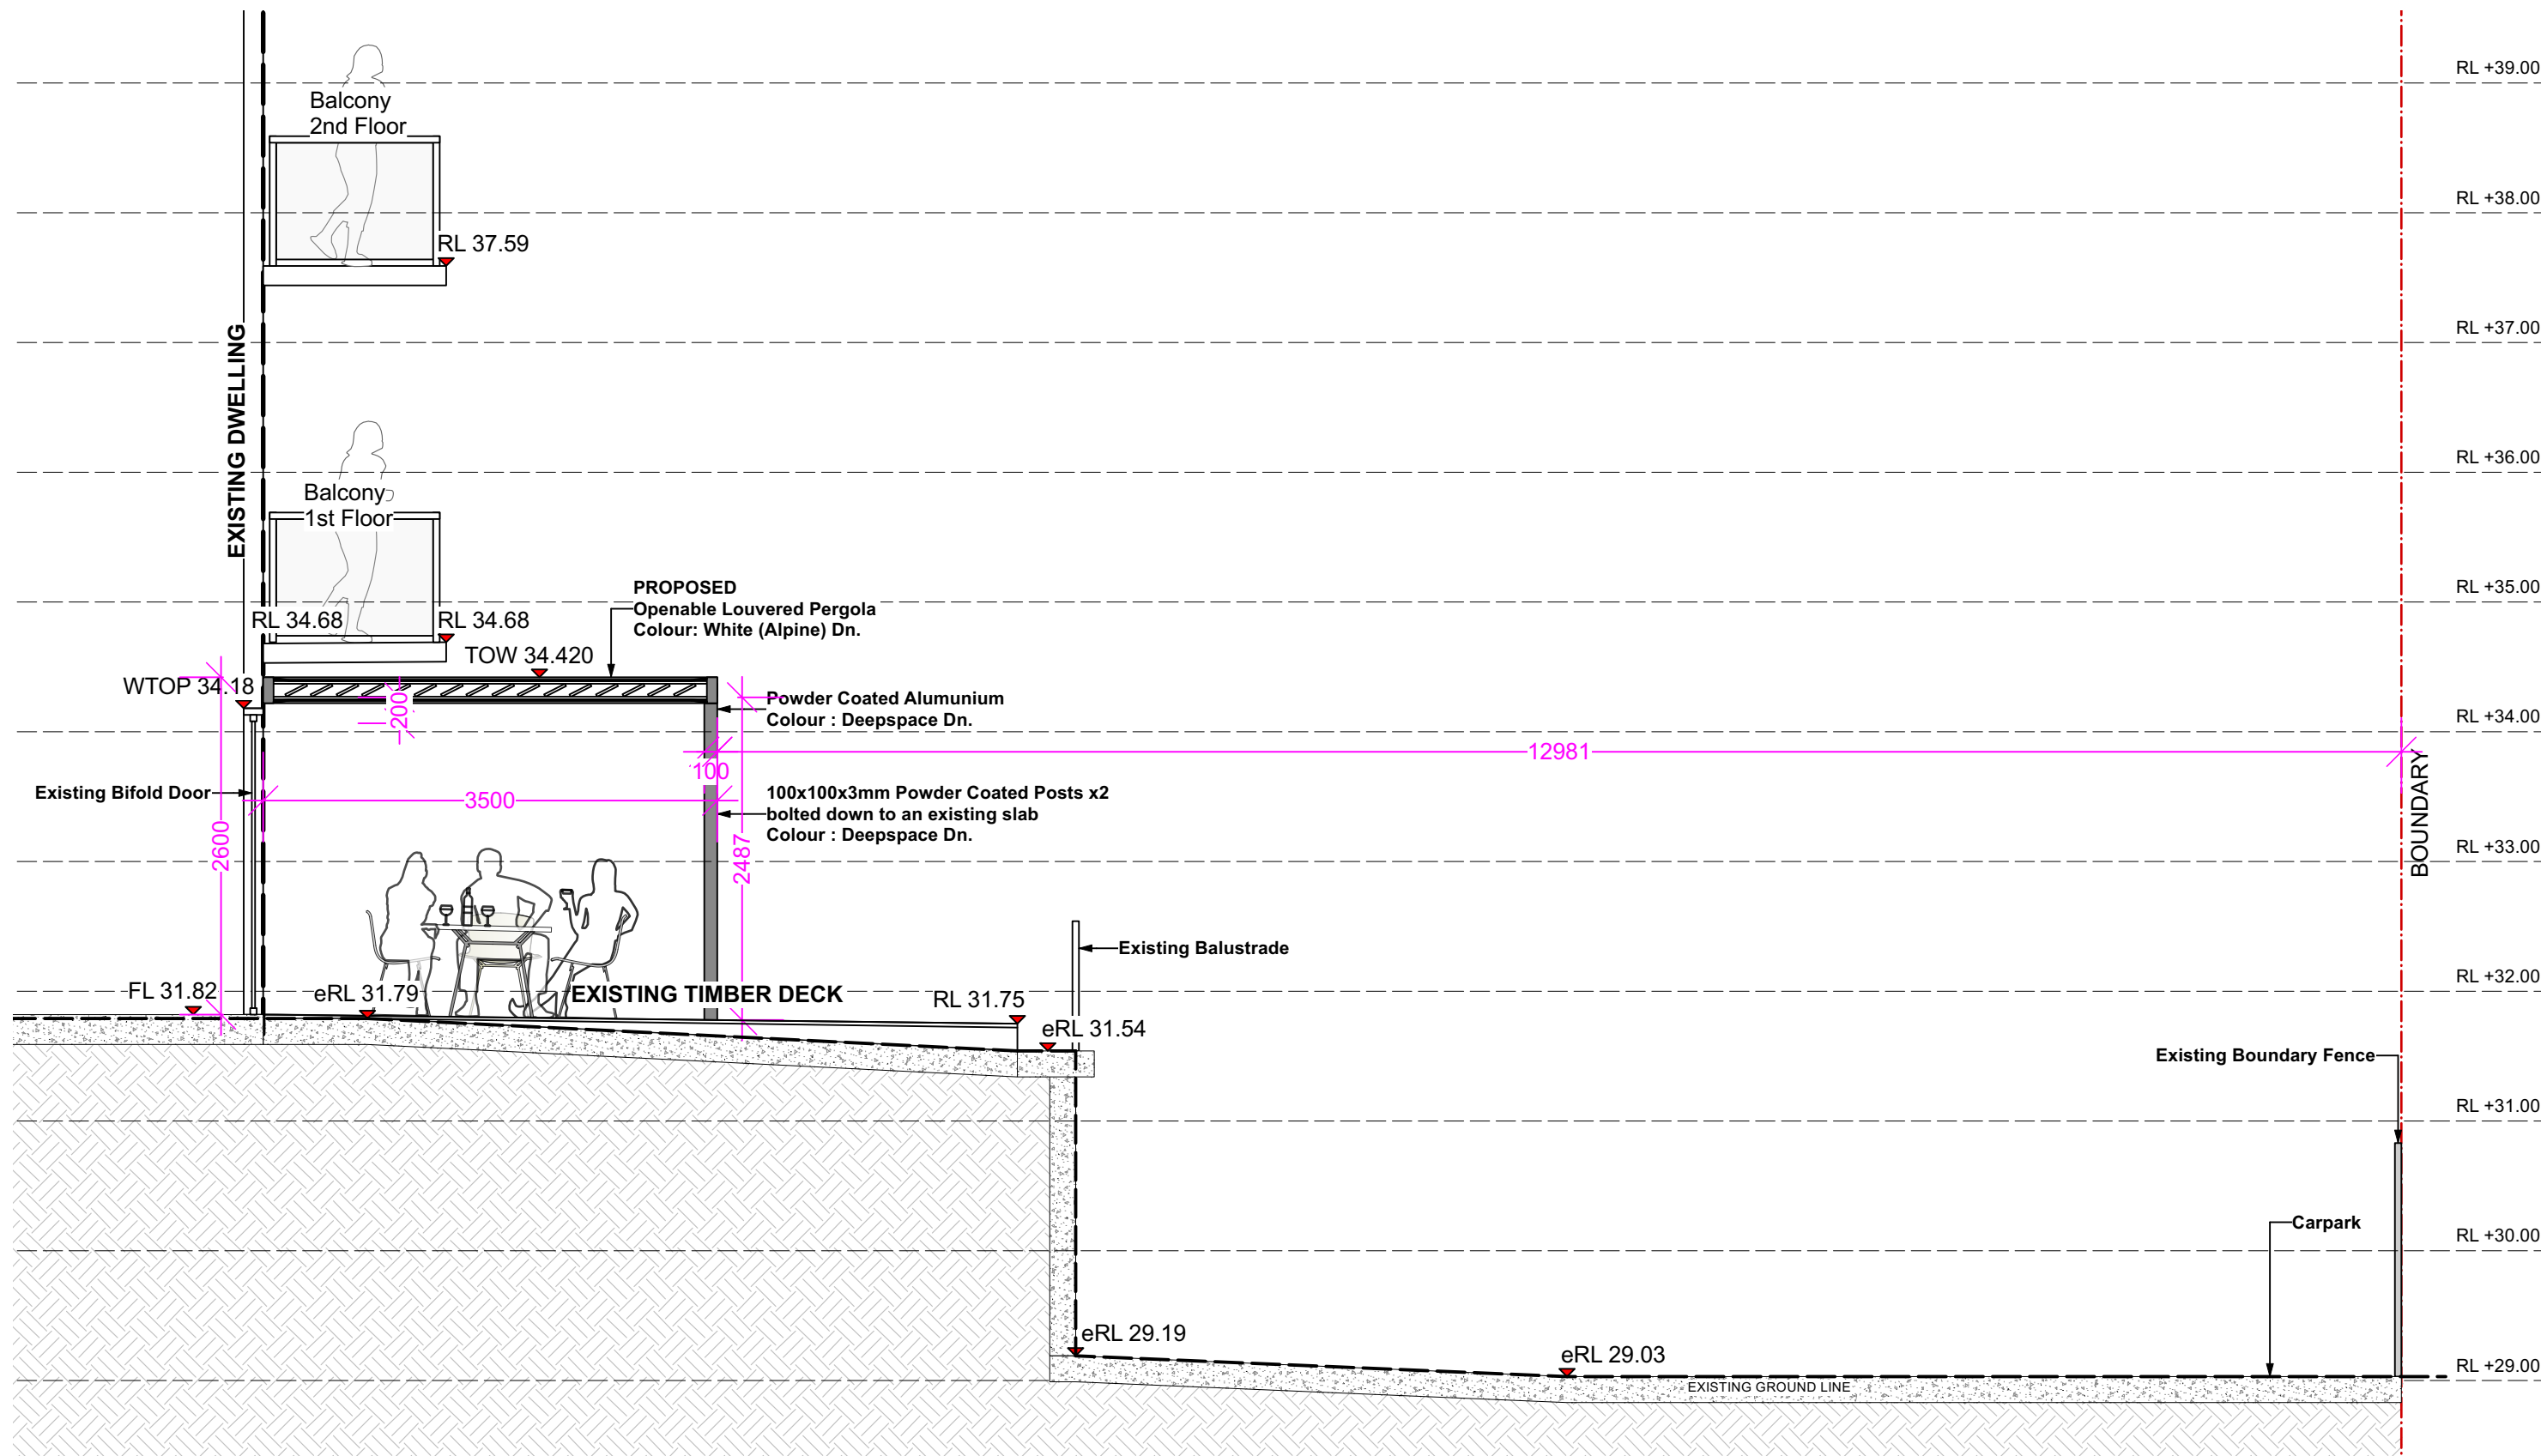 RL +39.00
Balcony
2nd Floor
RL +38.00
RL 37.59
RL +37.00
EXISTING DWELLING
RL +36.00
Balcony
1st Floor
RL +35.00
PROPOSED
Openable Louvered Pergola
Colour: White (Alpine) Dn.
RL 34.68
RL 34.68
TOW 34.420
WTOP 34.18
200
Powder Coated Alumunium
Colour : Deepspace Dn.
RL +34.00
12981
100
BOUNDARY
Existing Bifold Door
3500
100x100x3mm Powder Coated Posts x2
bolted down to an existing slab
Colour : Deepspace Dn.
2600
2487
RL +33.00
Existing Balustrade
RL +32.00
FL 31.82
eRL 31.79
EXISTING TIMBER DECK
RL 31.75
eRL 31.54
Existing Boundary Fence
RL +31.00
Carpark
RL +30.00
eRL 29.19
eRL 29.03
RL +29.00
EXISTING GROUND LINE